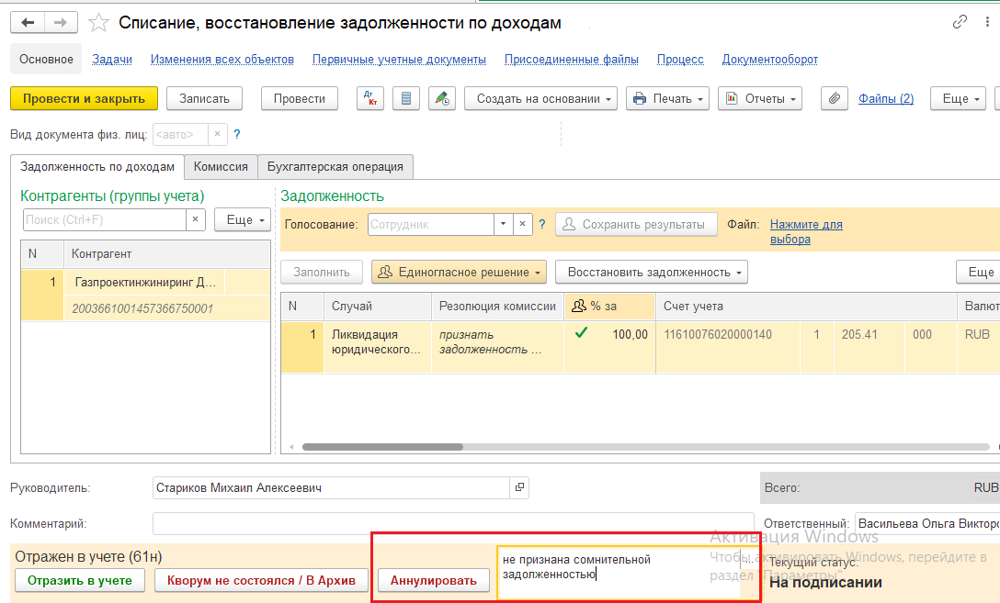 Списание, восстановление задолженности по доходам
Основное Задачи Изменения всех объектов Первичные учетные документы Присоединенные файлы Процесс Документооборот
Провести и закрыть Записать Провести Дт Кт Создать на основании Печать Отчеты Файлы (2) Еще
Вид документа физ. лиц: <авто> × ?
Задолженность по доходам Комиссия Бухгалтерская операция
Контрагенты (группы учета)
Поиск (Ctrl+F) × Еще
N Контрагент
1 Газпроектинжиниринг Д...
2003661001457366750001
Задолженность
Голосование: Сотрудник × ? Сохранить результаты Файл: Нажмите для
выбора
Заполнить Единогласное решение Восстановить задолженность Еще
N Случай Резолюция комиссии % за Счет учета Валют
1 Ликвидация признать 100,00 11610076020000140 1 205.41 000 RUB
юридического... задолженность ...
Руководитель: Стариков Михаил Алексеевич Всего: RUB
Комментарий: Ответственный: Васильева Ольга Викторо
Отражен в учете (61н)
Отразить в учете Кворум не состоялся / В Архив Аннулировать
не признана сомнительной
задолженностью
...
Текущий статус:
На подписании
Активация Windows
Чтобы активировать Windows, перейдите в
раздел "Параметры".